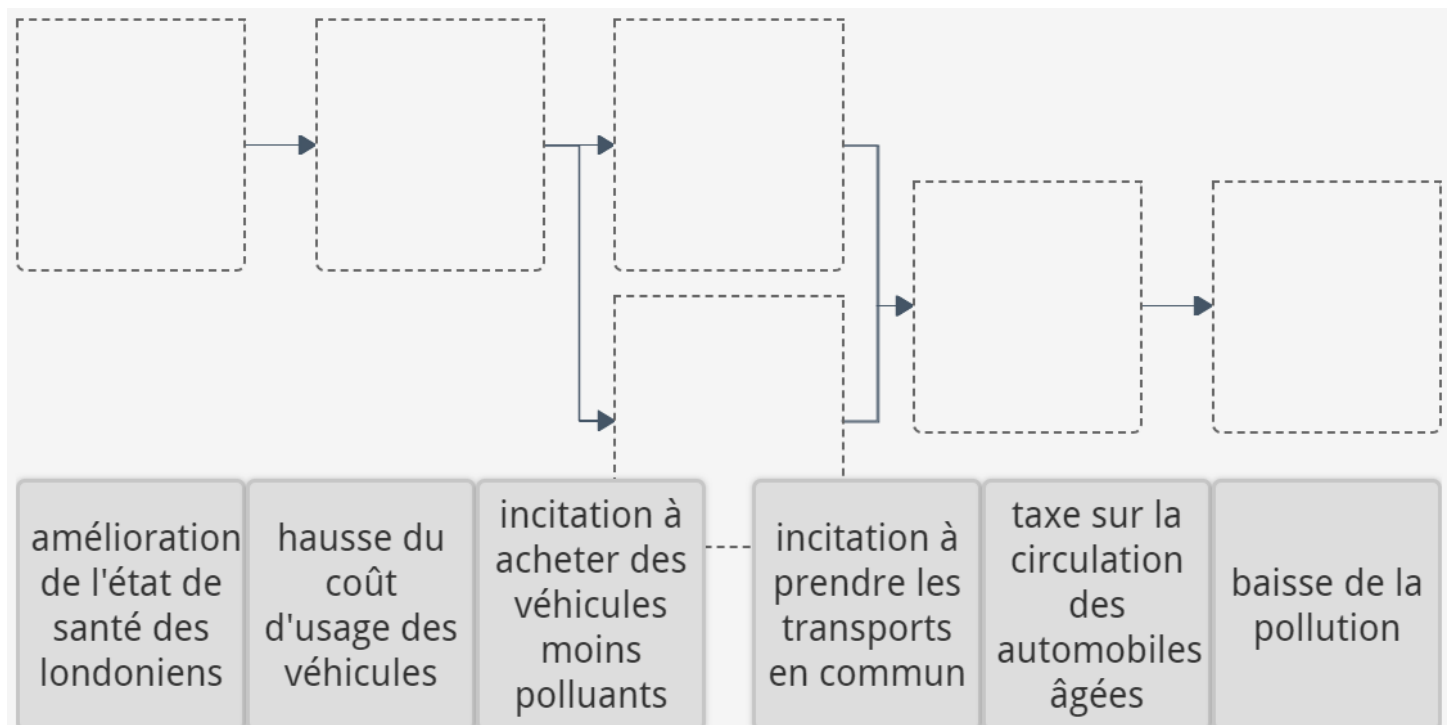 amélioration
de l'état de
santé des
londoniens
hausse du
coût
d'usage des
véhicules
incitation à
acheter des
véhicules
moins
polluants
incitation à
prendre les
transports
en commun
taxe sur la
circulation
des
automobiles
âgées
baisse de la
pollution